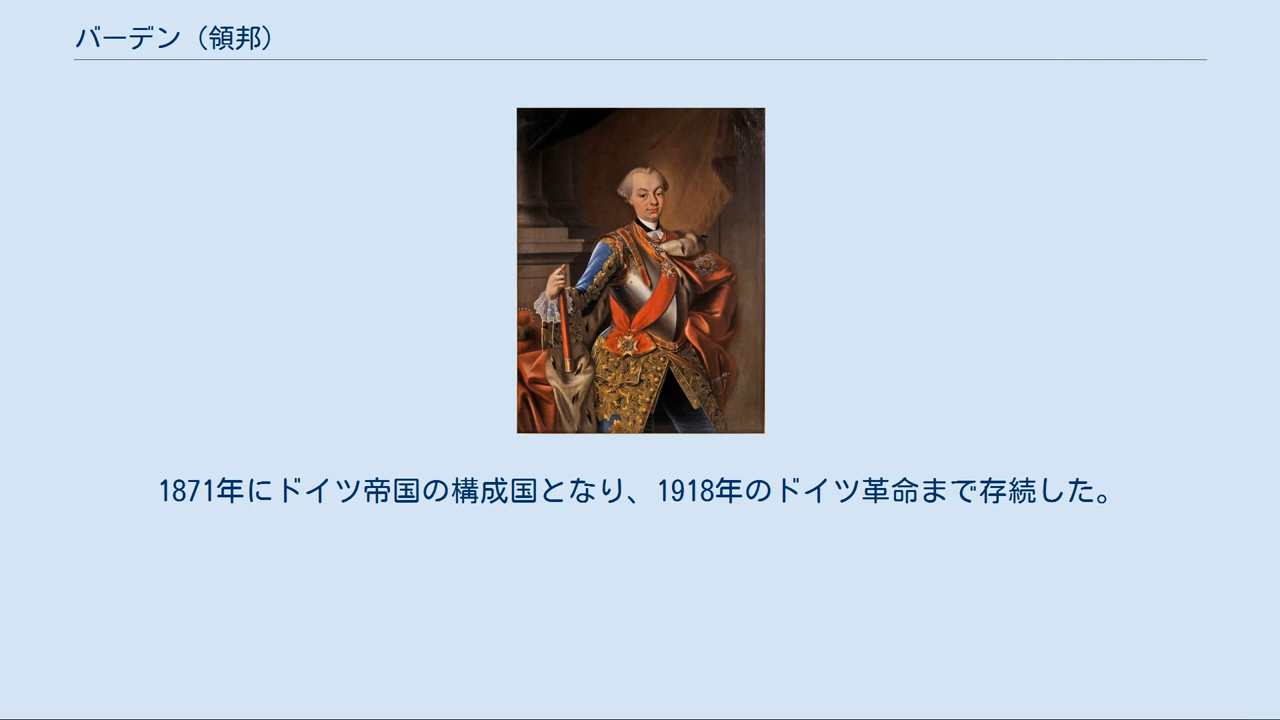 バーデン（領邦）
1871年にドイツ帝国の構成国となり、1918年のドイツ革命まで存続した。